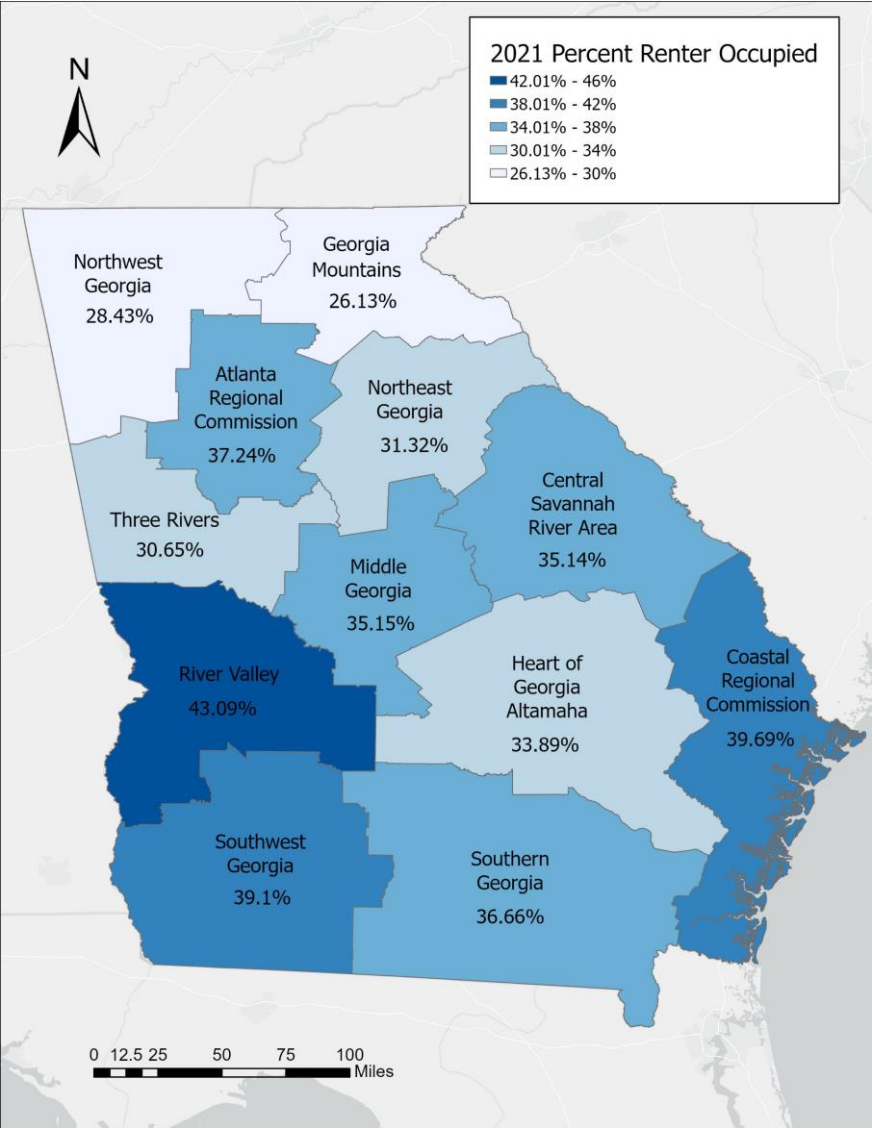 N
2021 Percent Renter Occupied
42.01% - 46%
38.01% - 42%
34.01% - 38%
30.01% - 34%
26.13% - 30%
Northwest
Georgia
28.43%
Georgia
Mountains
26.13%
Atlanta
Regional
Commission
37.24%
Northeast
Georgia
31.32%
Central
Savannah
River Area
35.14%
Three Rivers
30.65%
Middle
Georgia
35.15%
River Valley
43.09%
Heart of
Georgia
Altamaha
33.89%
Coastal
Regional
Commission
39.69%
Southwest
Georgia
39.1%
Southern
Georgia
36.66%
0 12.5 25 50 75 100
Miles